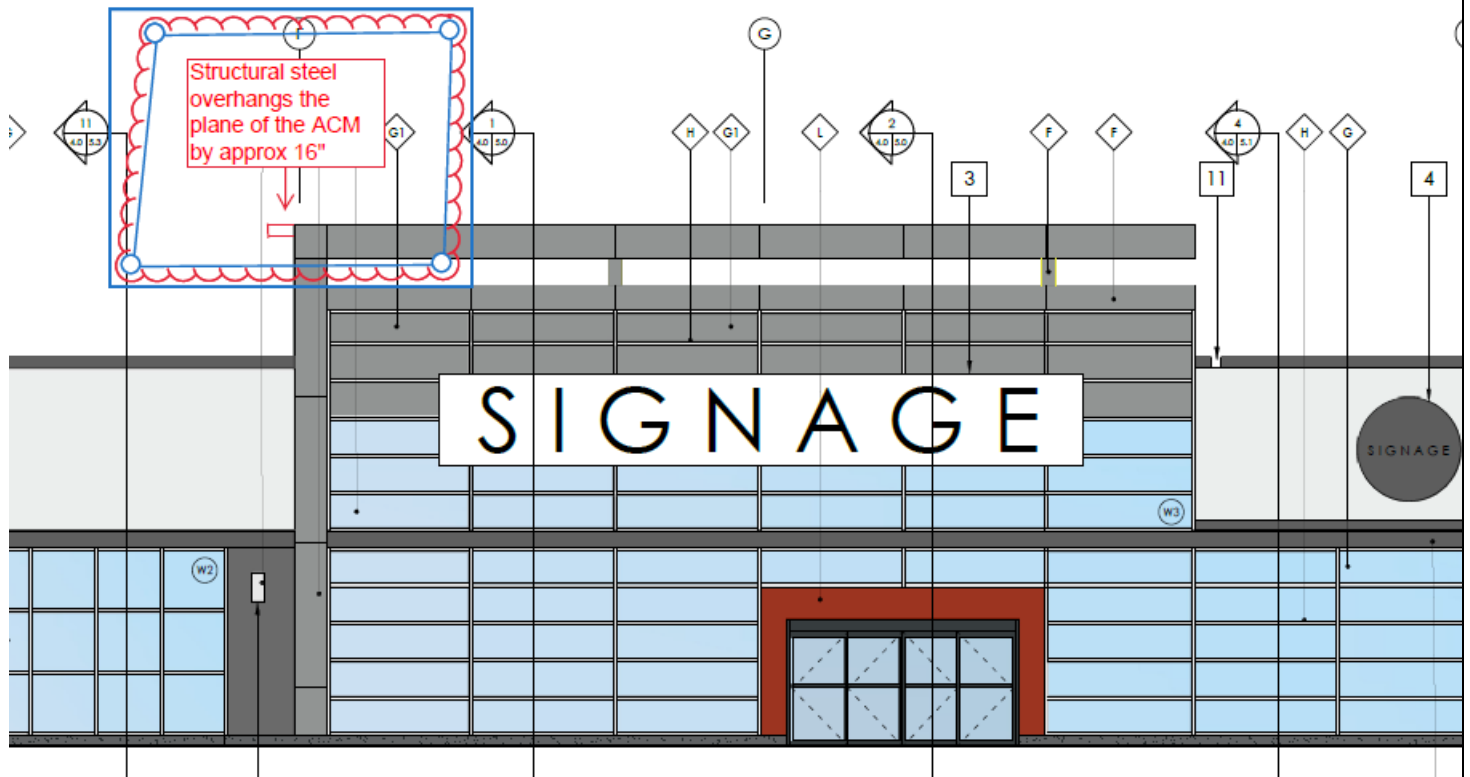 G
Structural steel
overhangs the
plane of the ACM
by approx 16"
11
4.0 5.3
G1
1
4.0 5.0
H
G1
L
2
4.0 5.0
F
F
4
4.0 5.1
H
G
3
11
4
SIGNAGE
SIGNAGE
W3
W2